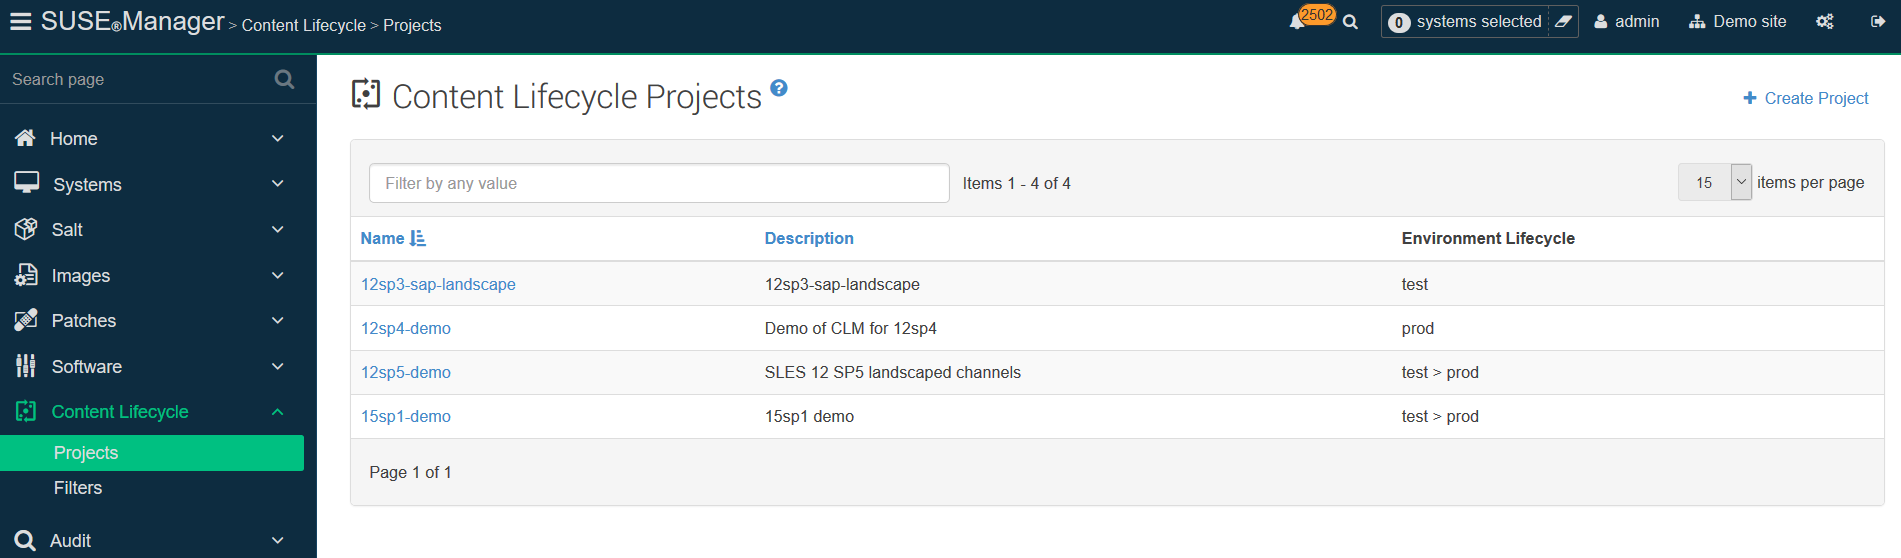 SUSE®Manager > Content Lifecycle > Projects
2502
0 systems selected
admin
Demo site
Search page
Home
Systems
Salt
Images
Patches
Software
Content Lifecycle
Projects
Filters
Audit
Content Lifecycle Projects ?
+ Create Project
Filter by any value
Items 1 - 4 of 4
15 items per page
Name Description Environment Lifecycle
12sp3-sap-landscape 12sp3-sap-landscape test
12sp4-demo Demo of CLM for 12sp4 prod
12sp5-demo SLES 12 SP5 landscaped channels test > prod
15sp1-demo 15sp1 demo test > prod
Page 1 of 1